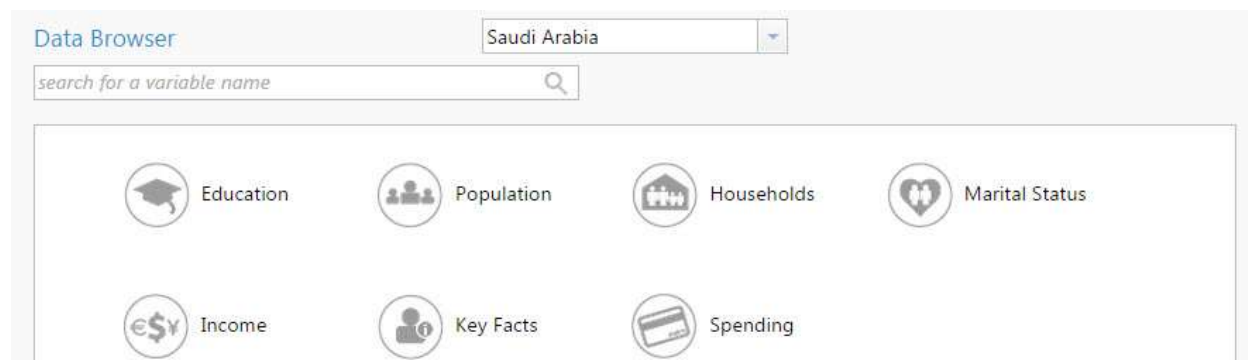 Data Browser
Saudi Arabia
search for a variable name
Education
Population
Households
Marital Status
€$¥ Income
Key Facts
Spending